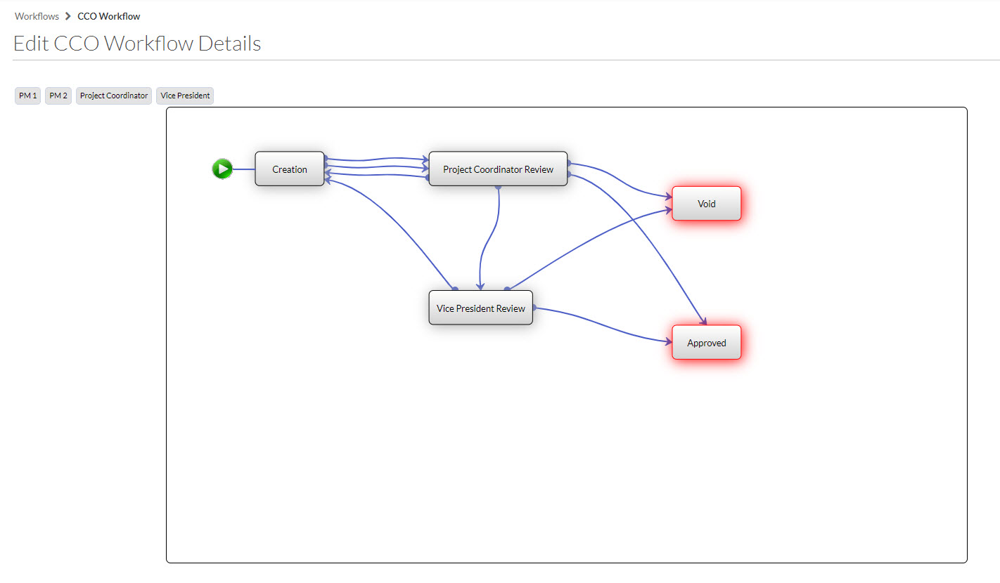 Workflows > CCO Workflow
Edit CCO Workflow Details
PM 1 PM 2 Project Coordinator Vice President
Creation
Project Coordinator Review
Void
Vice President Review
Approved